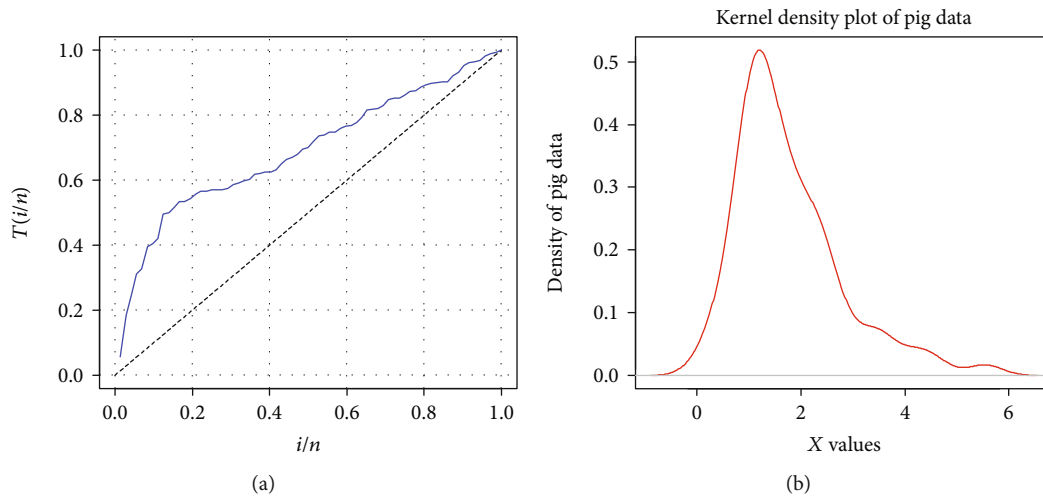 1.0
0.8
0.6
0.4
0.2
0.0
T(i/n)
0.0 0.2 0.4 0.6 0.8 1.0
i/n
(a)
Kernel density plot of pig data
0.5
0.4
0.3
0.2
0.1
0.0
Density of pig data
0 2 4 6
X values
(b)